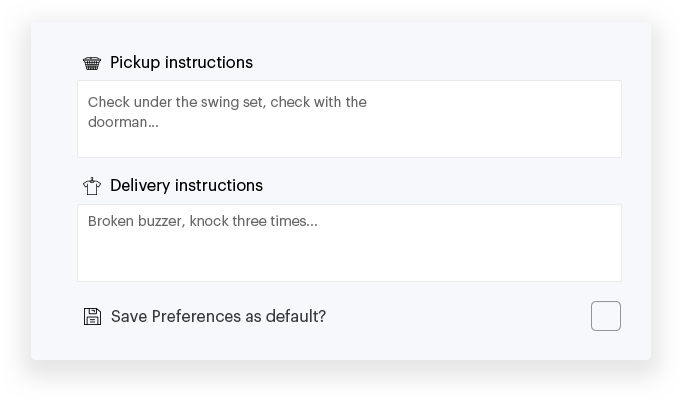 Pickup instructions
Check under the swing set, check with the
doorman...
Delivery instructions
Broken buzzer, knock three times...
Save Preferences as default?